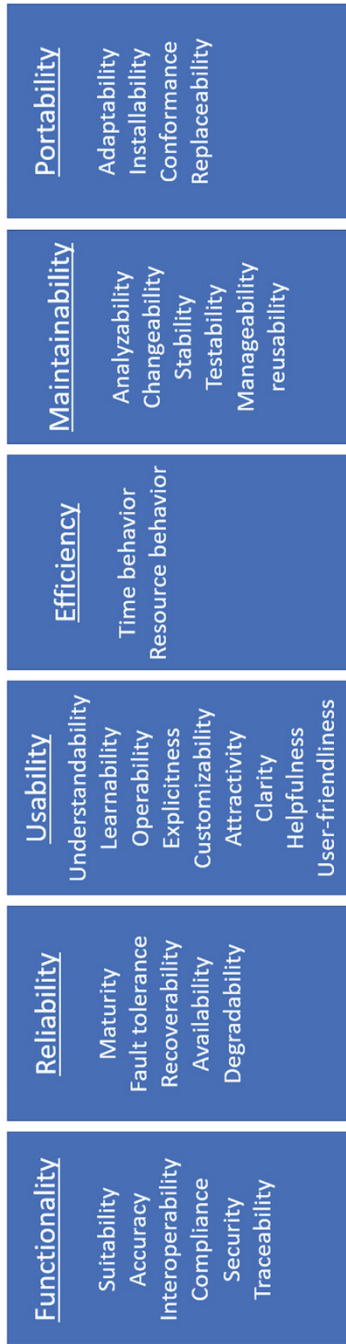 Functionality
Suitability
Accuracy
Interoperability
Compliance
Security
Traceability
Reliability
Maturity
Fault tolerance
Recoverability
Availability
Degradability
Usability
Understandability
Learnability
Operability
Explicitness
Customizability
Attractivity
Clarity
Helpfulness
User-friendliness
Efficiency
Time behavior
Resource behavior
Maintainability
Analyzability
Changeability
Stability
Testability
Manageability
reusability
Portability
Adaptability
Installability
Conformance
Replaceability